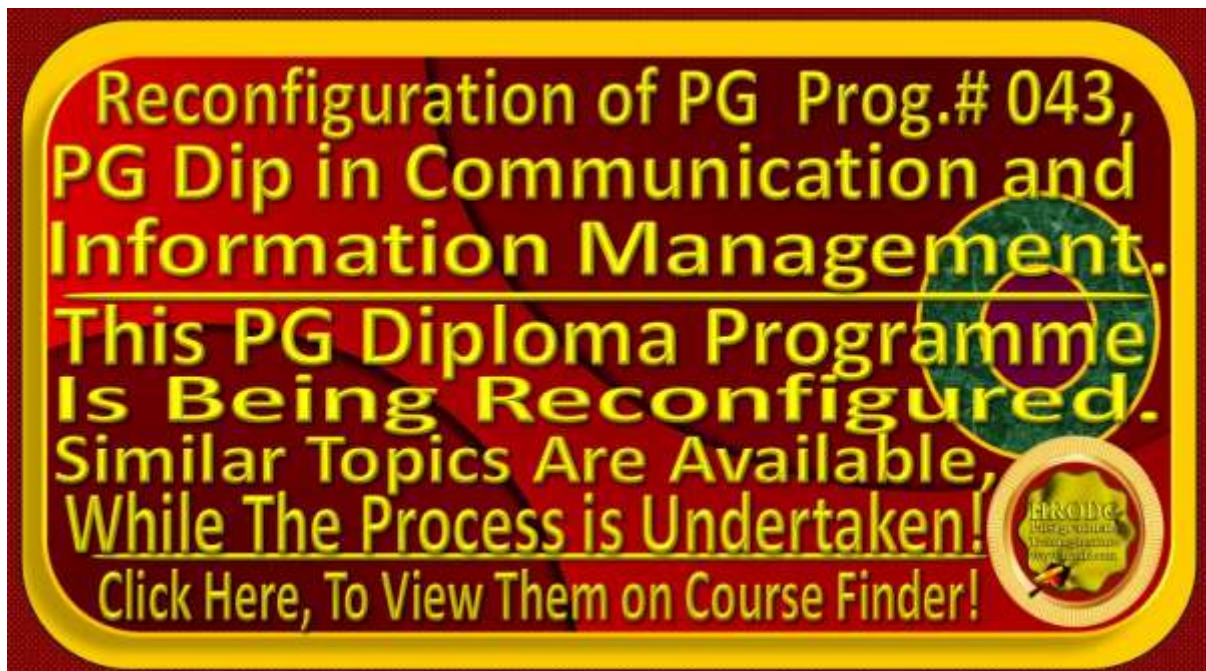 Reconfiguration of PG Prog.# 043,
PG Dip in Communication and
Information Management.
This PG Diploma Programme
Is Being Reconfigured.
Similar Topics Are Available,
While The Process is Undertaken!
Click Here, To View Them on Course Finder!
HRODC